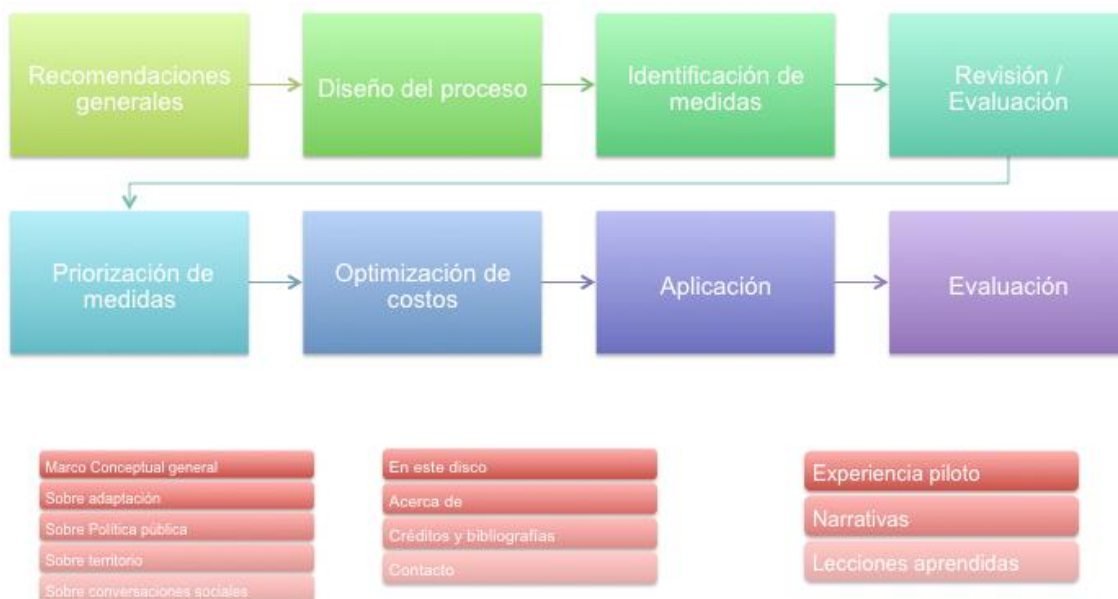 Recomendaciones
generales
Diseño del proceso
Identificación de
medidas
Revisión /
Evaluación
Priorización de
medidas
Optimización de
costos
Aplicación
Evaluación
Marco Conceptual general
Sobre adaptación
Sobre Política pública
Sobre territorio
Sobre conversaciones sociales
En este disco
Acerca de
Créditos y bibliografías
Contacto
Experiencia piloto
Narrativas
Lecciones aprendidas